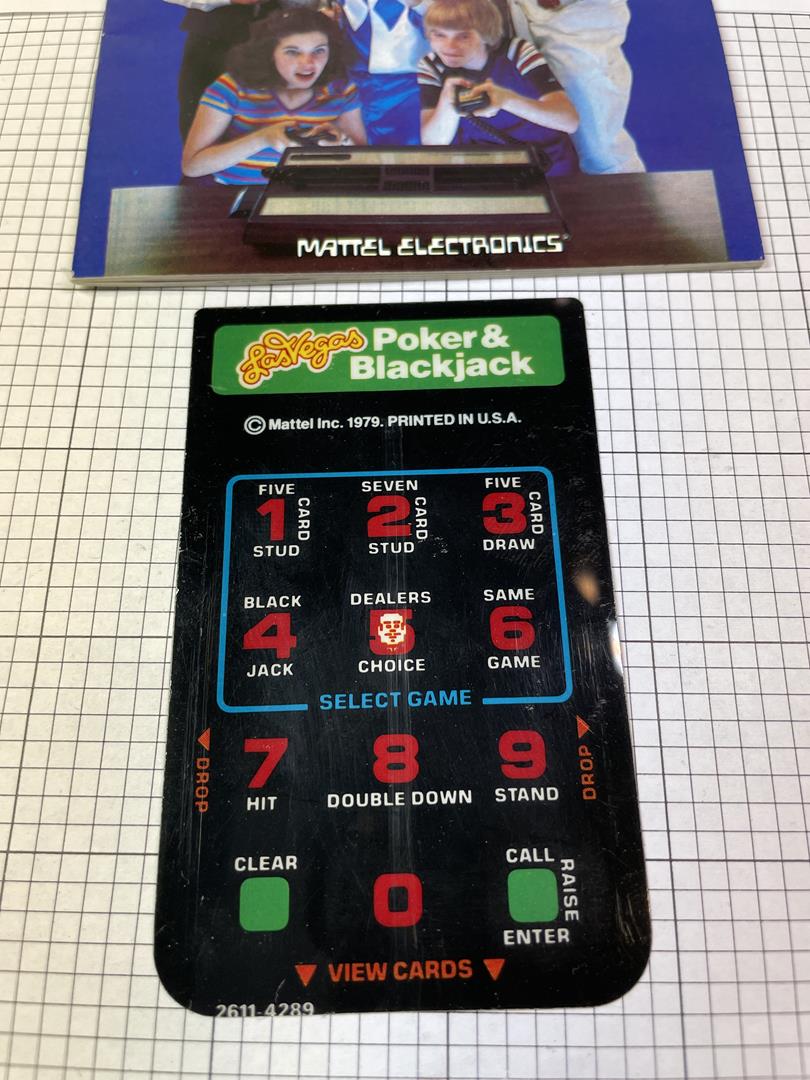 MATTEL ELECTRONICS®
Las Vegas Poker &
Blackjack
© Mattel Inc. 1979. PRINTED IN U.S.A.
FIVE
1 CARD
STUD
SEVEN
2 CARD
STUD
FIVE
3 CARD
DRAW
BLACK
4
JACK
DEALERS
5
CHOICE
SAME
6
GAME
SELECT GAME
DROP
7
HIT
8
DOUBLE DOWN
9
STAND
DROP
CLEAR
0
CALL
RAISE
ENTER
VIEW CARDS
2611-4289